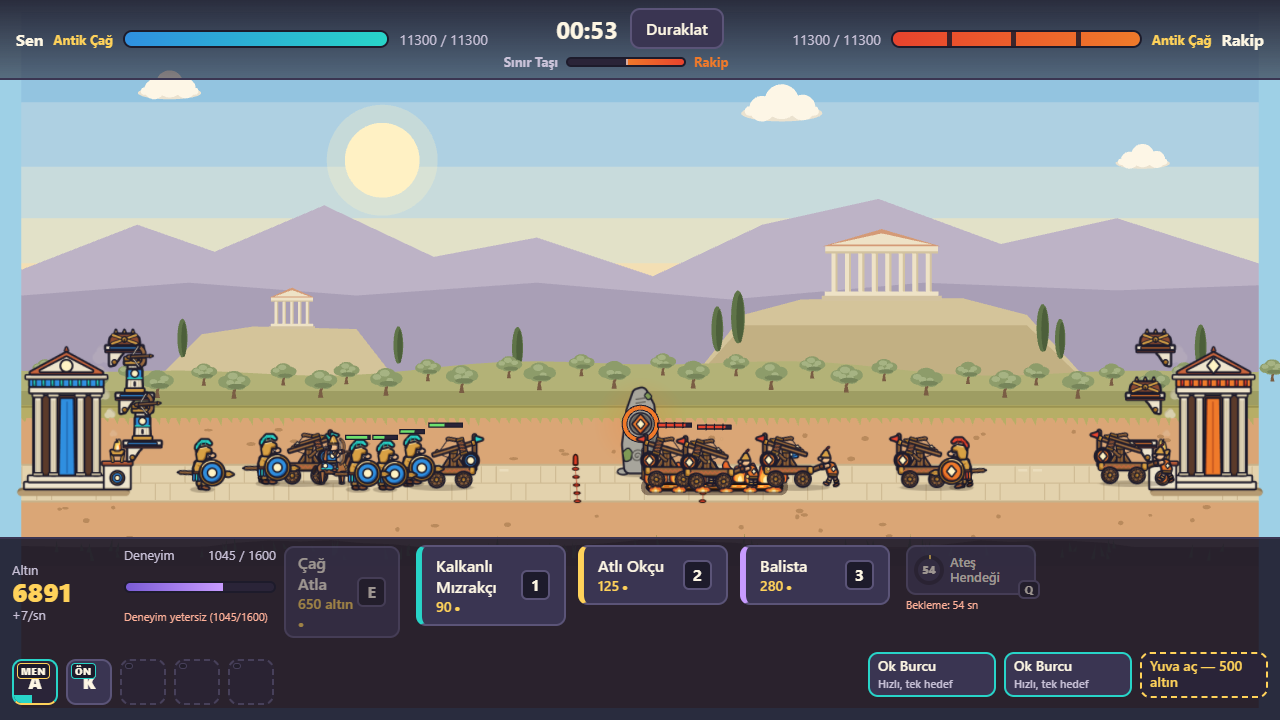 Sen Antik Çağ 11300 / 11300 00:53 Duraklat 11300 / 11300 Antik Çağ Rakip
Sınır Taşı Rakip
Altın
6891
+7/sn
Deneyim 1045 / 1600
Deneyim yetersiz (1045/1600)
Çağ
Atla
650 altın
E
Kalkanlı
Mızrakçı
90
1
Atlı Okçu
125
2
Balista
280
3
54
Ateş
Hendeği
Q
Bekleme: 54 sn
MEN
A
ÖN
K
Ok Burcu
Hızlı, tek hedef
Ok Burcu
Hızlı, tek hedef
Yuva aç — 500
altın